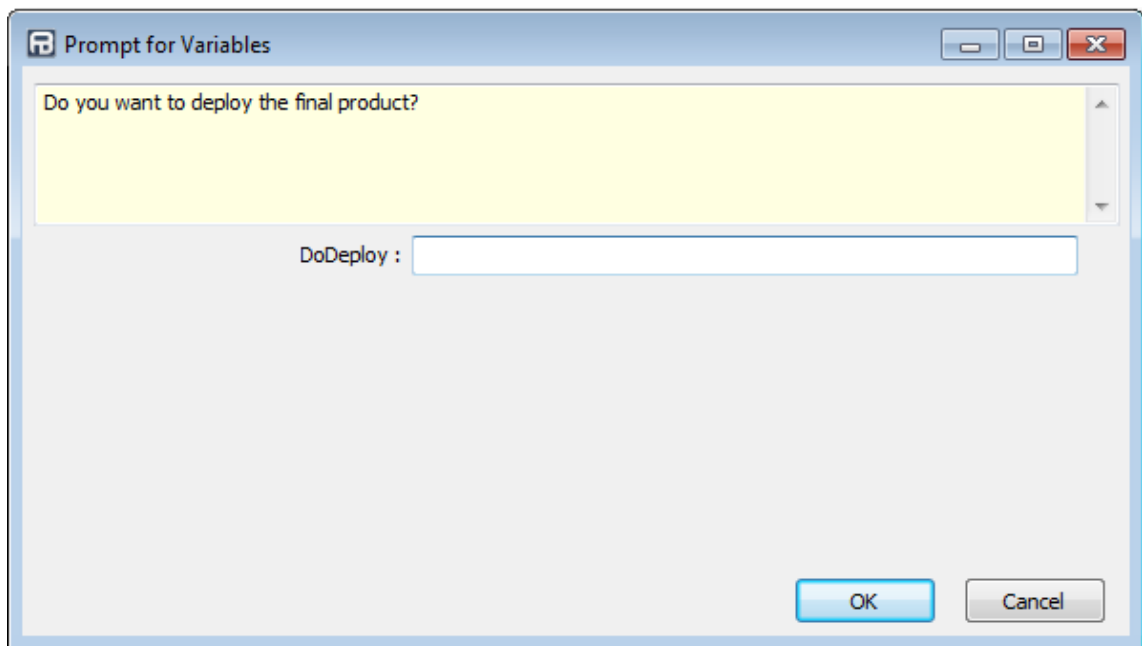 Prompt for Variables
Do you want to deploy the final product?
DoDeploy :
OK
Cancel